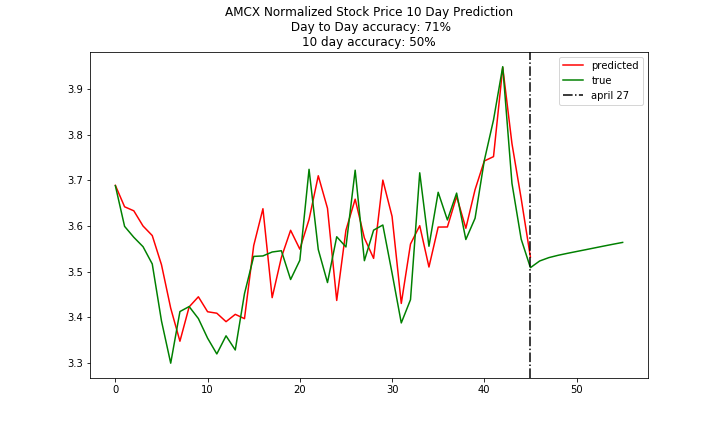 AMCX Normalized Stock Price 10 Day Prediction
Day to Day accuracy: 71%
10 day accuracy: 50%
predicted
true
april 27
3.9
3.8
3.7
3.6
3.5
3.4
3.3
0 10 20 30 40 50